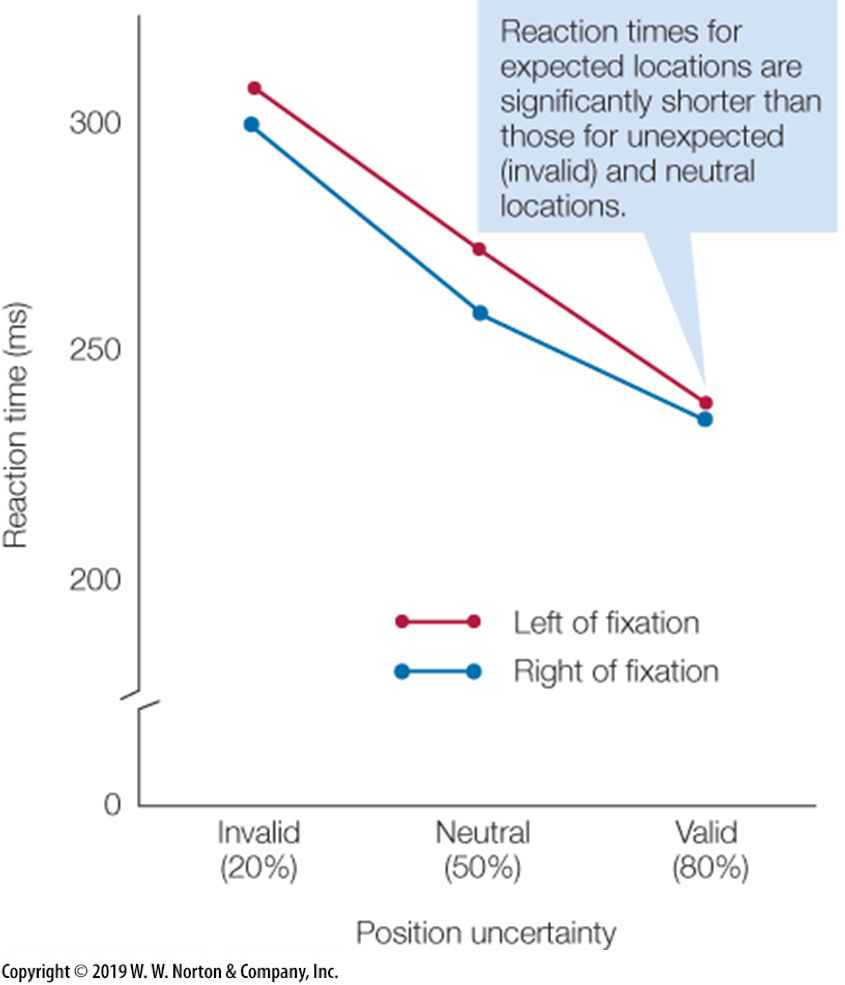 Reaction times for
expected locations are
significantly shorter than
those for unexpected
(invalid) and neutral
locations.
300
250
200
0
Reaction time (ms)
Left of fixation
Right of fixation
Invalid
(20%)
Neutral
(50%)
Valid
(80%)
Position uncertainty
Copyright © 2019 W. W. Norton & Company, Inc.